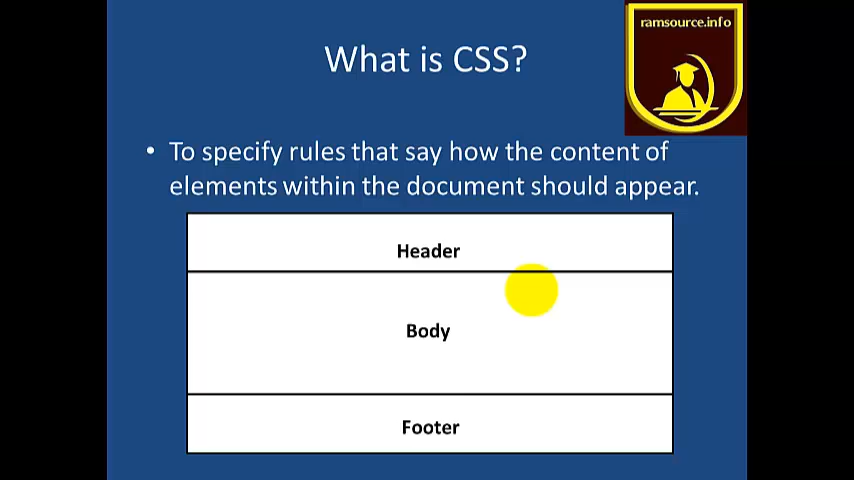 ramsource.info
What is CSS?
• To specify rules that say how the content of
elements within the document should appear.
Header
Body
Footer